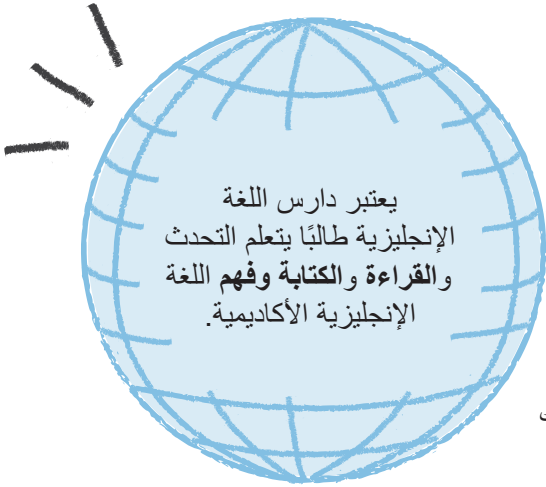 يعتبر دارس اللغة
الإنجليزية طالبًا يتعلم التحدث
والقراءة والكتابة وفهم اللغة
الإنجليزية الأكاديمية.